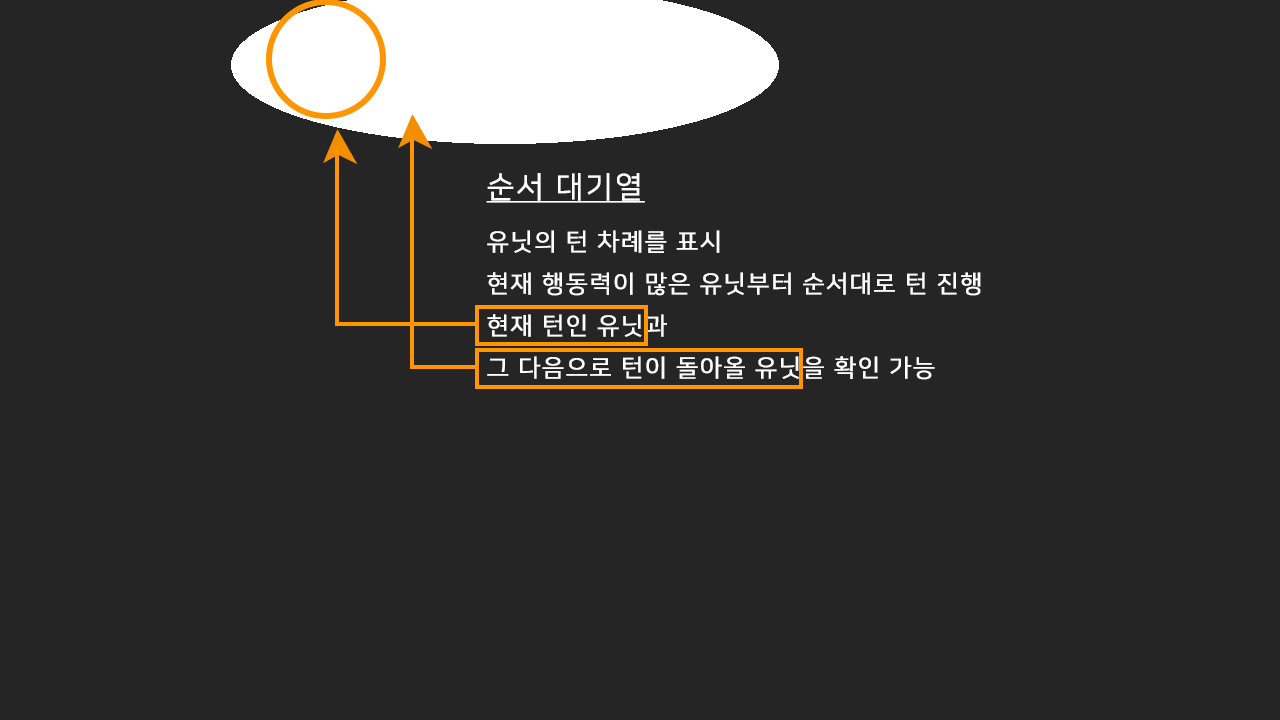 순서 대기열
유닛의 턴 차례를 표시
현재 행동력이 많은 유닛부터 순서대로 턴 진행
현재 턴인 유닛과
그 다음으로 턴이 돌아올 유닛을 확인 가능